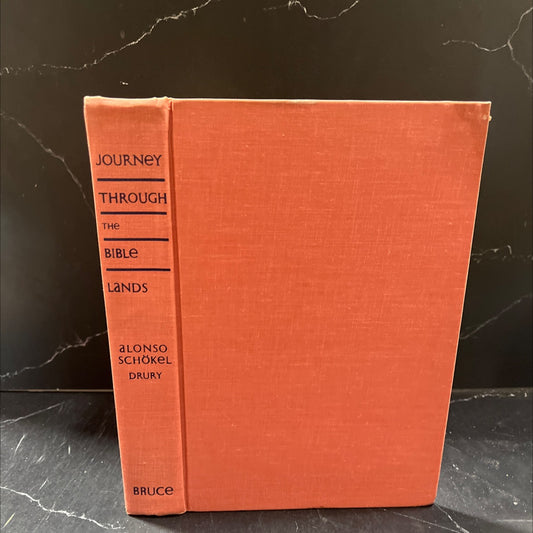 JOURNeY
THROUGH
THE
BIBLe
LaNDS
aLONSO
SCHÖKeL
DRURY
BRUCe